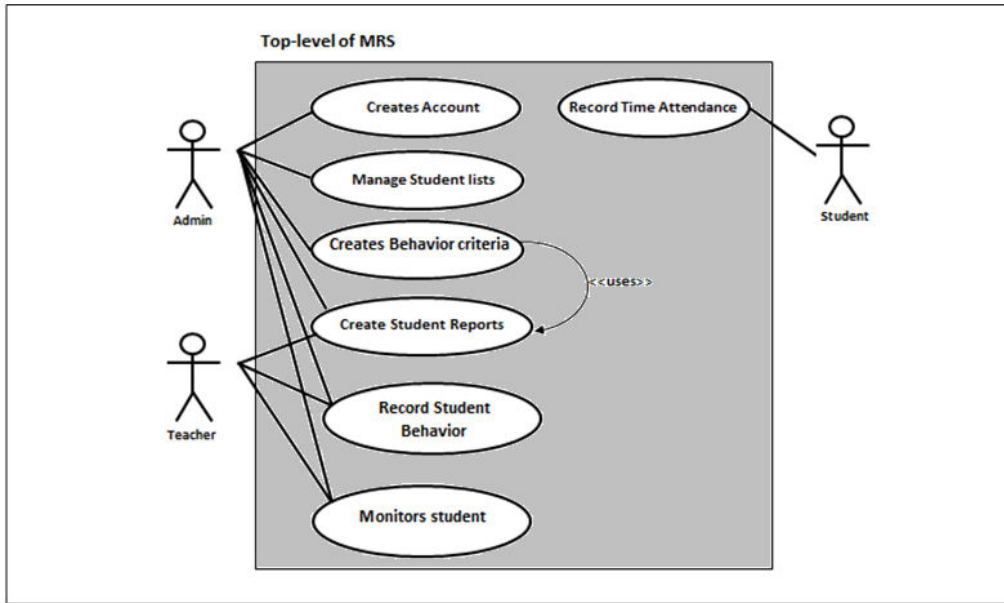 Top-level of MRS
Creates Account
Record Time Attendance
Admin
Manage Student lists
Student
Creates Behavior criteria
<<uses>>
Create Student Reports
Teacher
Record Student
Behavior
Monitors student